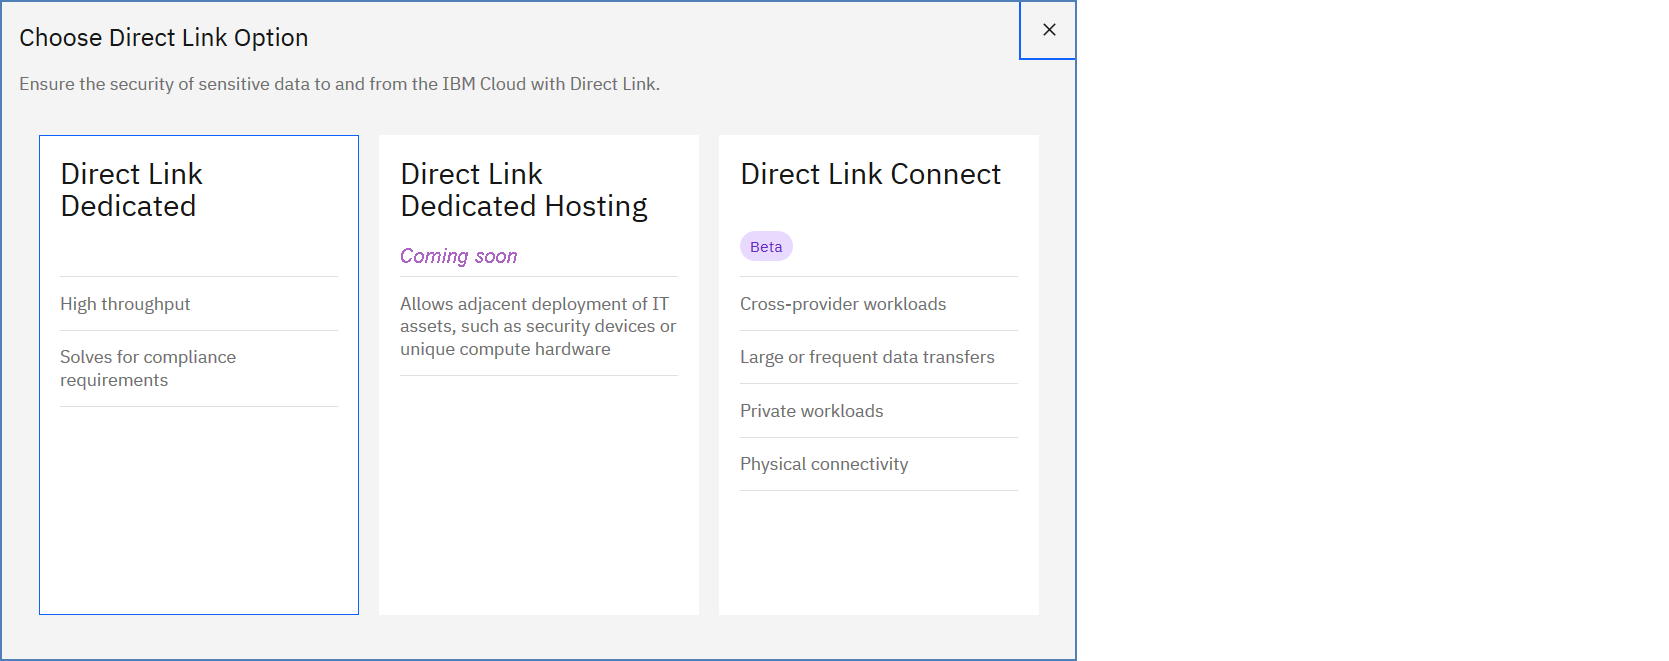 Choose Direct Link Option
Ensure the security of sensitive data to and from the IBM Cloud with Direct Link.
Direct Link
Dedicated
High throughput
Solves for compliance
requirements
Direct Link
Dedicated Hosting
Coming soon
Allows adjacent deployment of IT
assets, such as security devices or
unique compute hardware
Direct Link Connect
Beta
Cross-provider workloads
Large or frequent data transfers
Private workloads
Physical connectivity